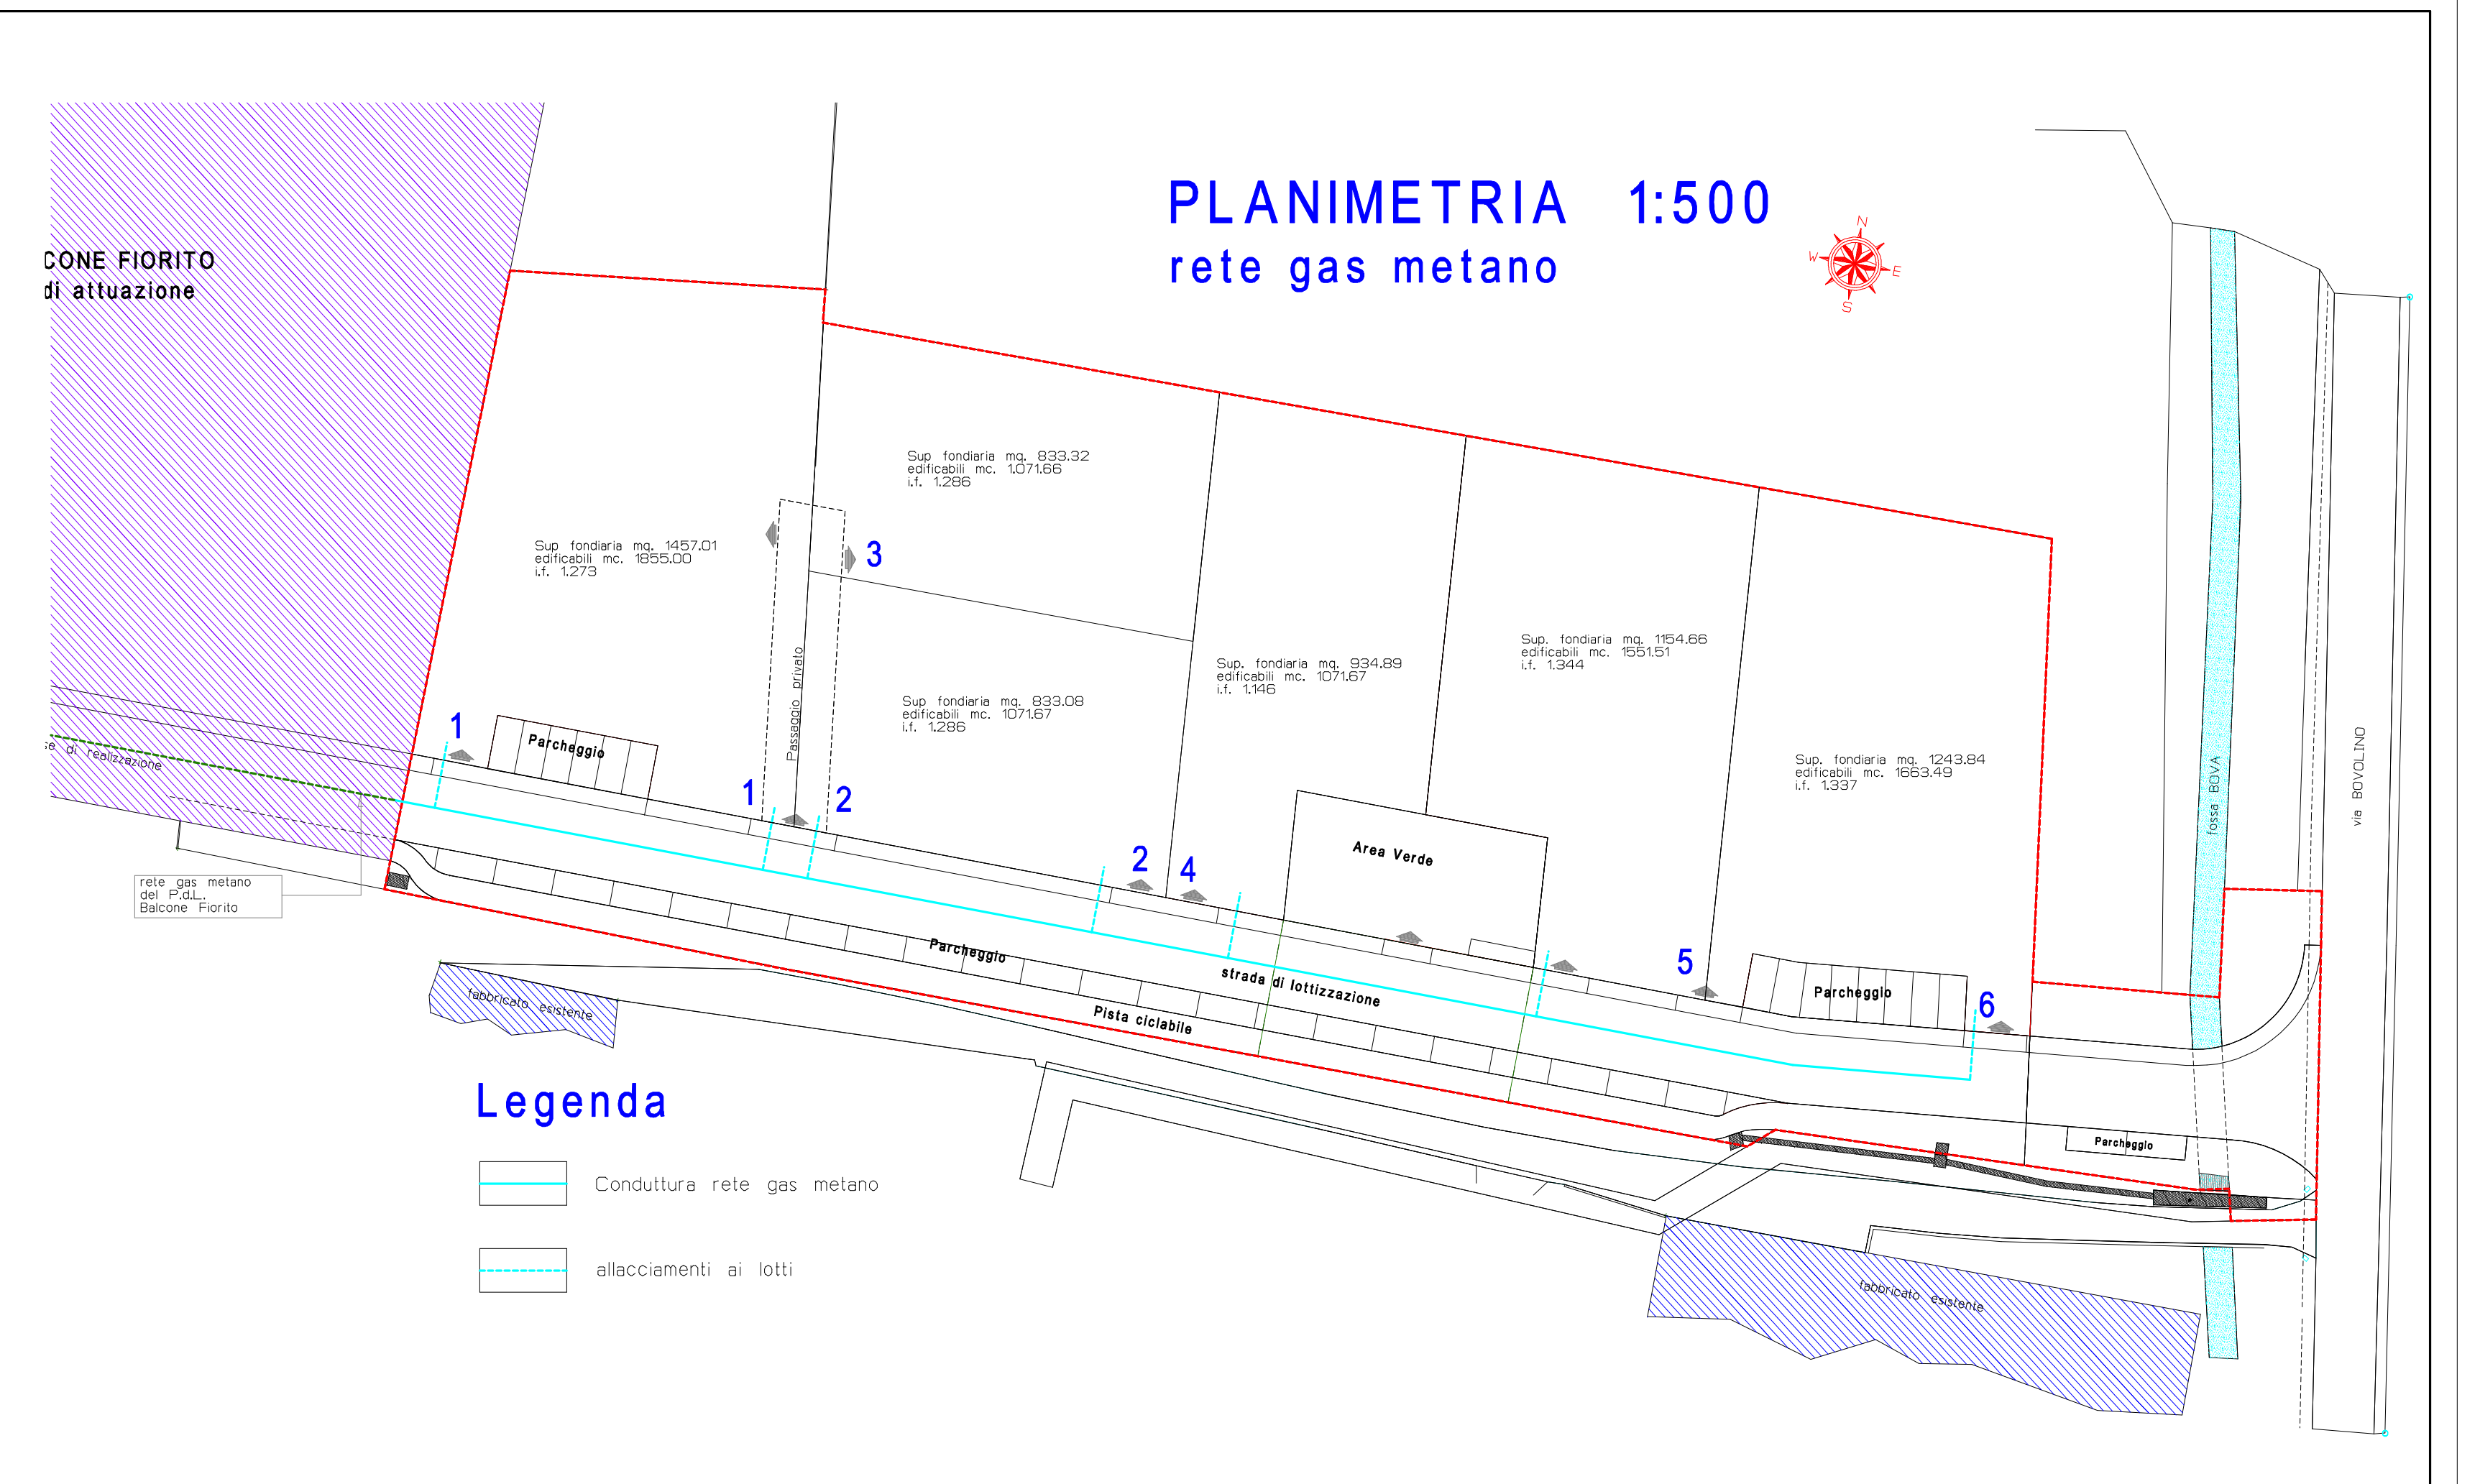 PLANIMETRIA 1:500
rete gas metano
N
W
E
S
CONE FIORITO
di attuazione
Sup fondiaria mq. 833.32
edificabili mc. 1.071.66
i.f. 1.286
Sup fondiaria mq. 1457.01
edificabili mc. 1855.00
i.f. 1.273
3
Passaggio privato
Sup fondiaria mq. 833.08
edificabili mc. 1071.67
i.f. 1.286
Sup. fondiaria mq. 934.89
edificabili mc. 1071.67
i.f. 1.146
Sup. fondiaria mq. 1154.66
edificabili mc. 1551.51
i.f. 1.344
Sup. fondiaria mq. 1243.84
edificabili mc. 1663.49
i.f. 1.337
fossa BOVA
via BOVOLINO
1
Parcheggio
di realizzazione
1
2
2
4
Area Verde
5
Parcheggio
6
rete gas metano
del P.d.L.
Balcone Fiorito
Parcheggio
strada di lottizzazione
Pista ciclabile
fabbricato esistente
Parcheggio
fabbricato esistente
Legenda
Conduttura rete gas metano
allacciamenti ai lotti